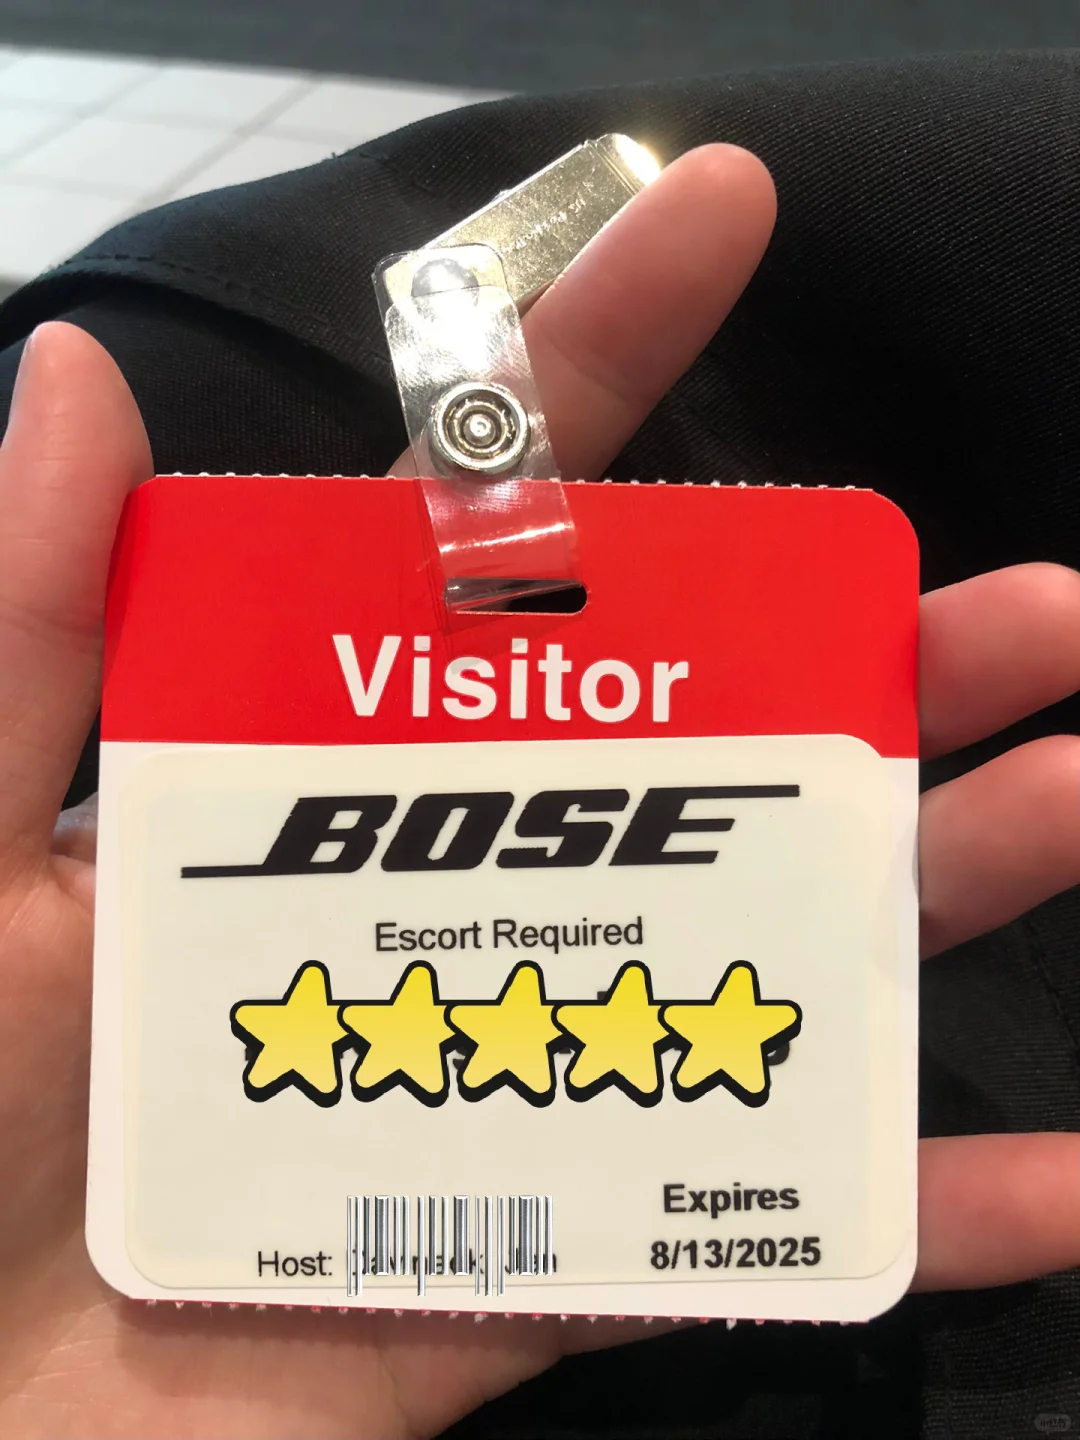 Visitor
BOSE
Escort Required
Expires
8/13/2025
Host: